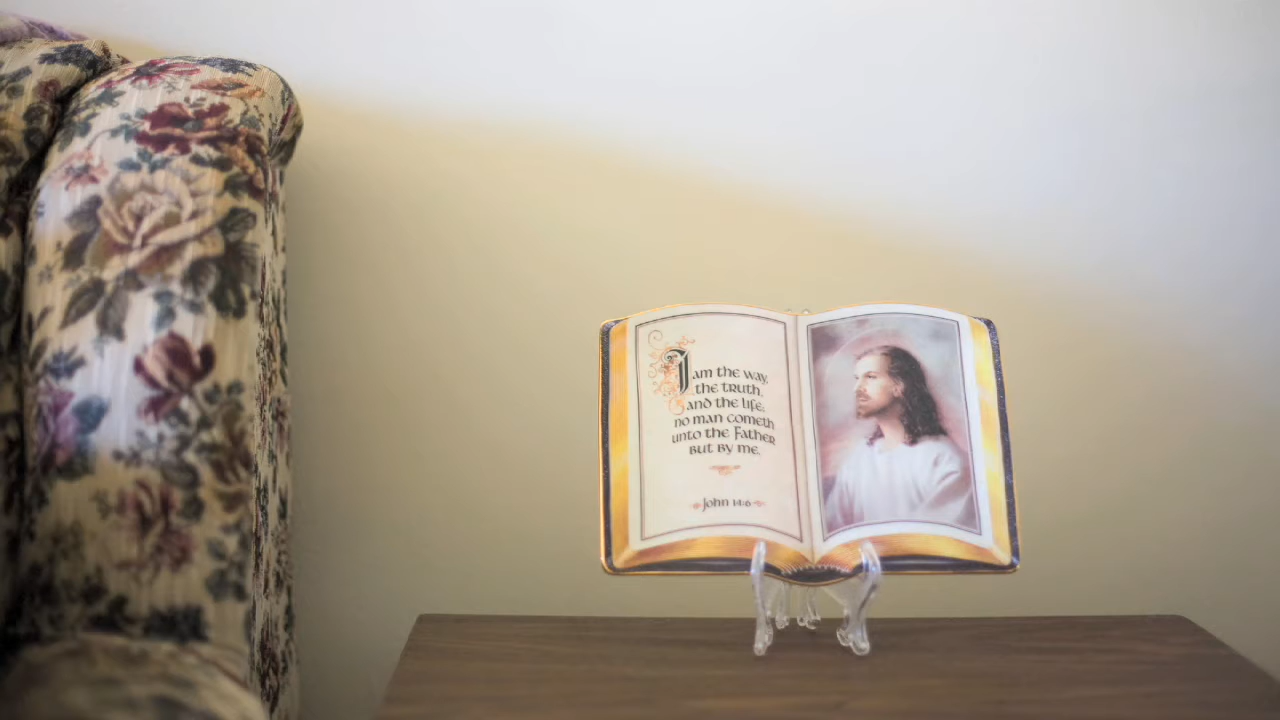 I am the way,
the truth,
and the life:
no man cometh
unto the Father
but by me.
John 14:6